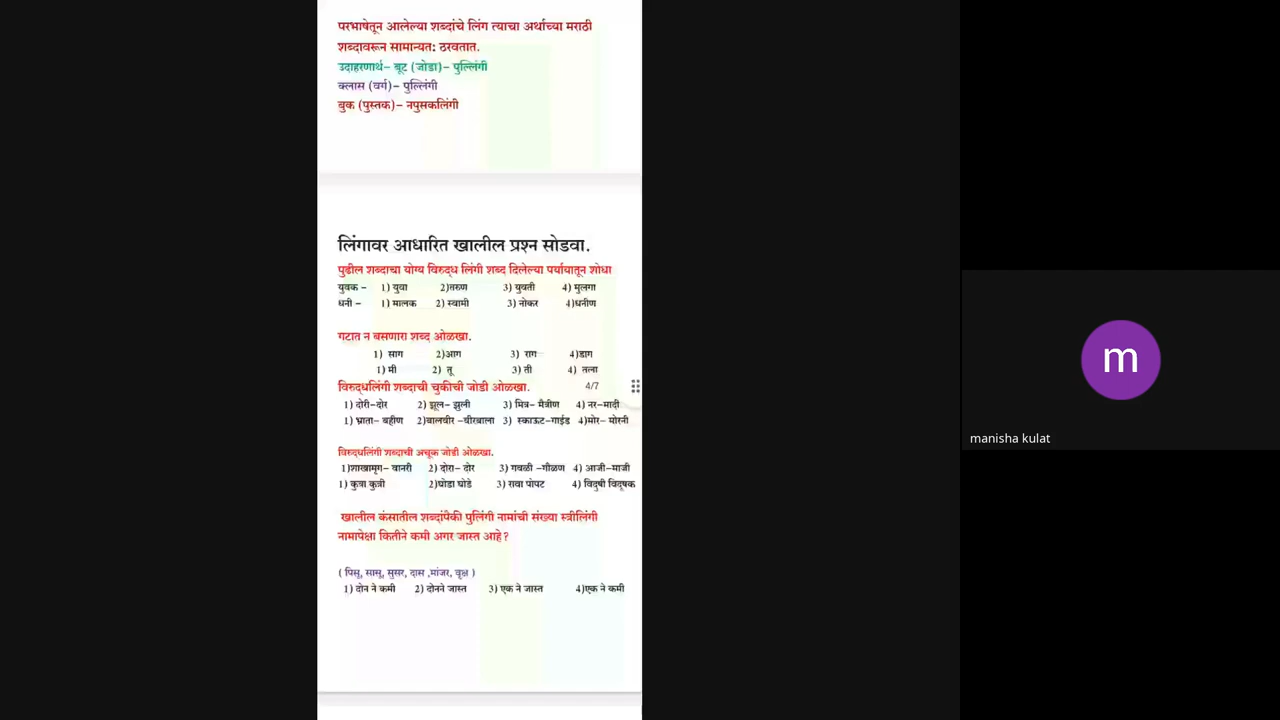 परभाषेतून आलेल्या शब्दांचे लिंग त्याचा अर्थाच्या मराठी
शब्दावरून सामान्यत: ठरवतात.
उदाहरणार्थ– बूट (जोडा)– पुल्लिंगी
क्लास (वर्ग)– पुल्लिंगी
बुक (पुस्तक)– नपुसकलिंगी
लिंगावर आधारित खालील प्रश्न सोडवा.
पुढील शब्दाचा योग्य विरुद्ध लिंगी शब्द दिलेल्या पर्यायातून शोधा
युवक – 1) युवा 2)तरुण 3) युवती 4) मुलगा
धनी – 1) मालक 2) स्वामी 3) नोकर 4)धनीण
गटात न बसणारा शब्द ओळखा.
1) साग 2)आग 3) राग 4)डाग
1) मी 2) तू 3) ती 4) तला
विरुद्धलिंगी शब्दाची चुकीची जोडी ओळखा.
4/7
1) दोरी–दोर 2) झूल– झुली 3) मित्र– मैत्रीण 4) नर–मादी
1) भ्राता– बहीण 2)बालवीर –वीरबाला 3) स्काऊट–गाईड 4)मोर– मोरनी
विरुद्धलिंगी शब्दाची अचूक जोडी ओळखा.
1)शाखामृग– वानरी 2) दोरा– दोर 3) गवळी –गौळण 4) आजी–माजी
1) कुत्रा कुत्री 2)घोडा घोडे 3) रावा पोपट 4) विदुषी विदूषक
खालील कंसातील शब्दांपैकी पुलिंगी नामांची संख्या स्त्रीलिंगी
नामापेक्षा कितीने कमी अगर जास्त आहे?
( पिसू, सासू, सुसर, दास ,मांजर, वृक्ष )
1) दोन ने कमी 2) दोनने जास्त 3) एक ने जास्त 4)एक ने कमी
m
manisha kulat